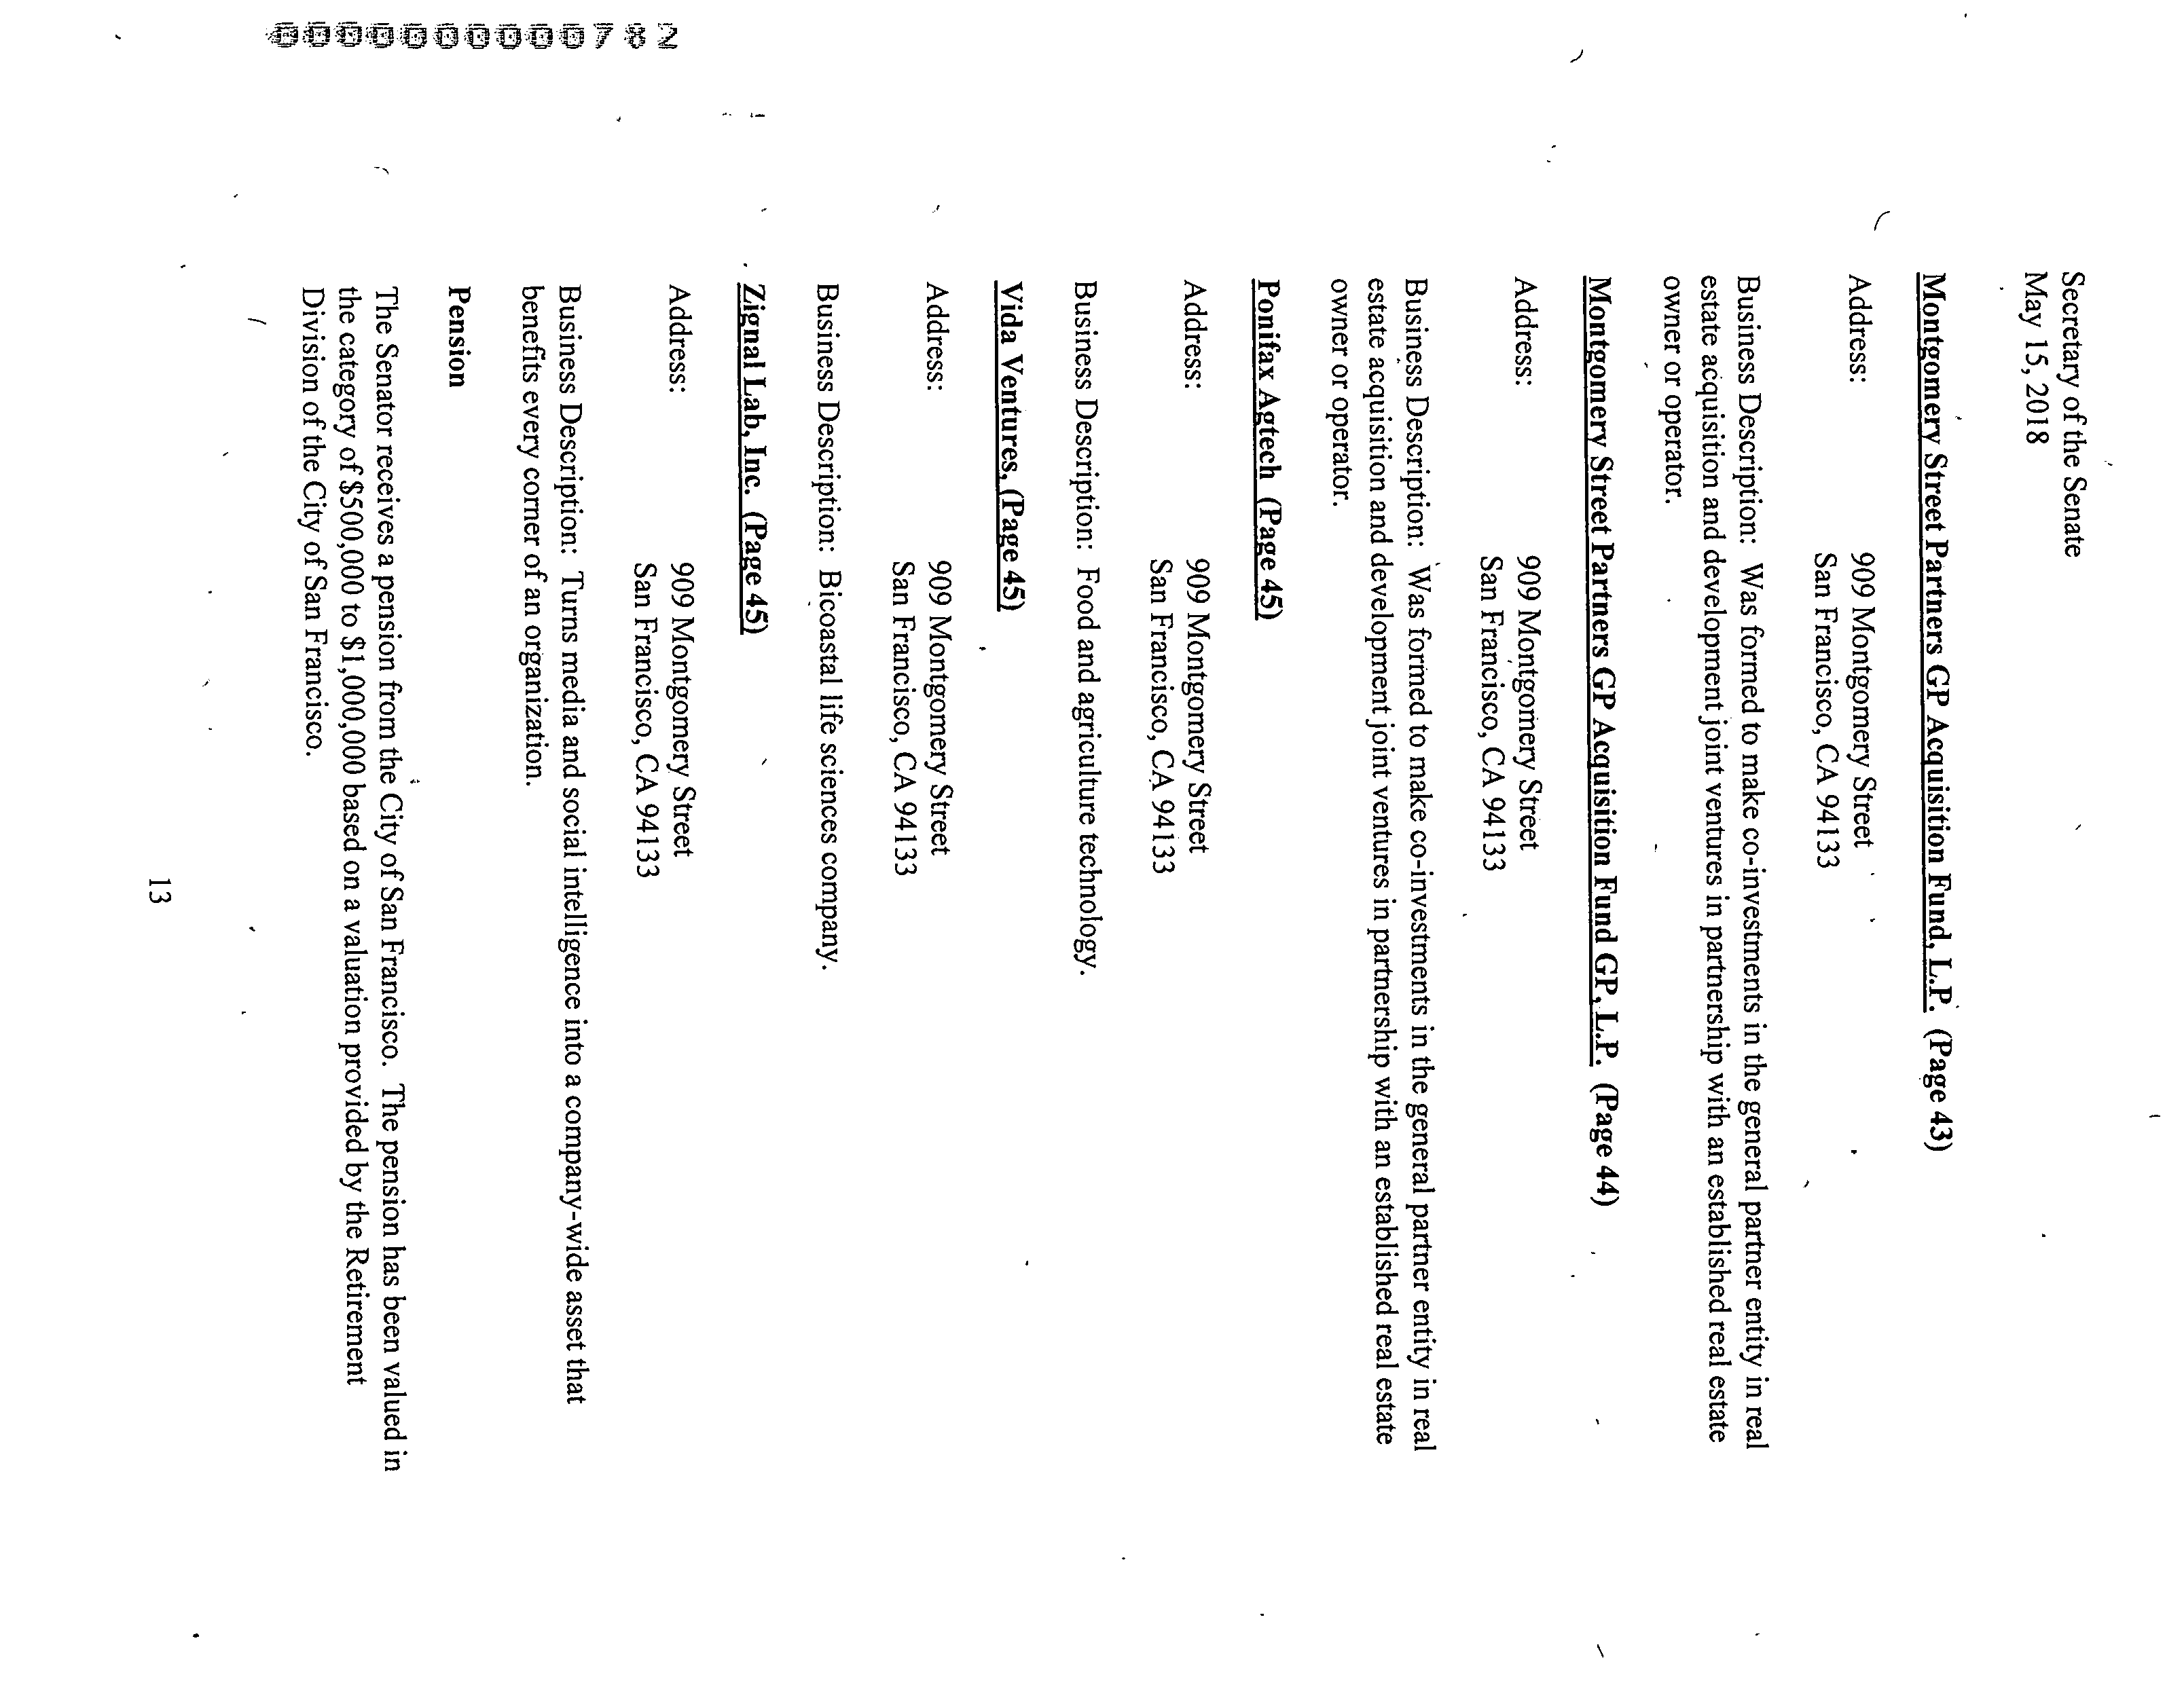 Secretary of the Senate
May 15, 2018
Montgomery Street Partners GP Acquisition Fund, L.P. (Page 43)
Address: 909 Montgomery Street
San Francisco, CA 94133
Business Description: Was formed to make co-investments in the general partner entity in real
estate acquisition and development joint ventures in partnership with an established real estate
owner or operator.
Montgomery Street Partners GP Acquisition Fund GP, L.P. (Page 44)
Address: 909 Montgomery Street
San Francisco, CA 94133
Business Description: Was formed to make co-investments in the general partner entity in real
estate acquisition and development joint ventures in partnership with an established real estate
owner or operator.
Ponifax Agtech (Page 45)
Address: 909 Montgomery Street
San Francisco, CA 94133
Business Description: Food and agriculture technology.
Vida Ventures, (Page 45)
Address: 909 Montgomery Street
San Francisco, CA 94133
Business Description: Bicoastal life sciences company.
Zignal Lab, Inc. (Page 45)
Address: 909 Montgomery Street
San Francisco, CA 94133
Business Description: Turns media and social intelligence into a company-wide asset that
benefits every corner of an organization.
Pension
The Senator receives a pension from the City of San Francisco. The pension has been valued in
the category of $500,000 to $1,000,000 based on a valuation provided by the Retirement
Division of the City of San Francisco.
13
0000000000782